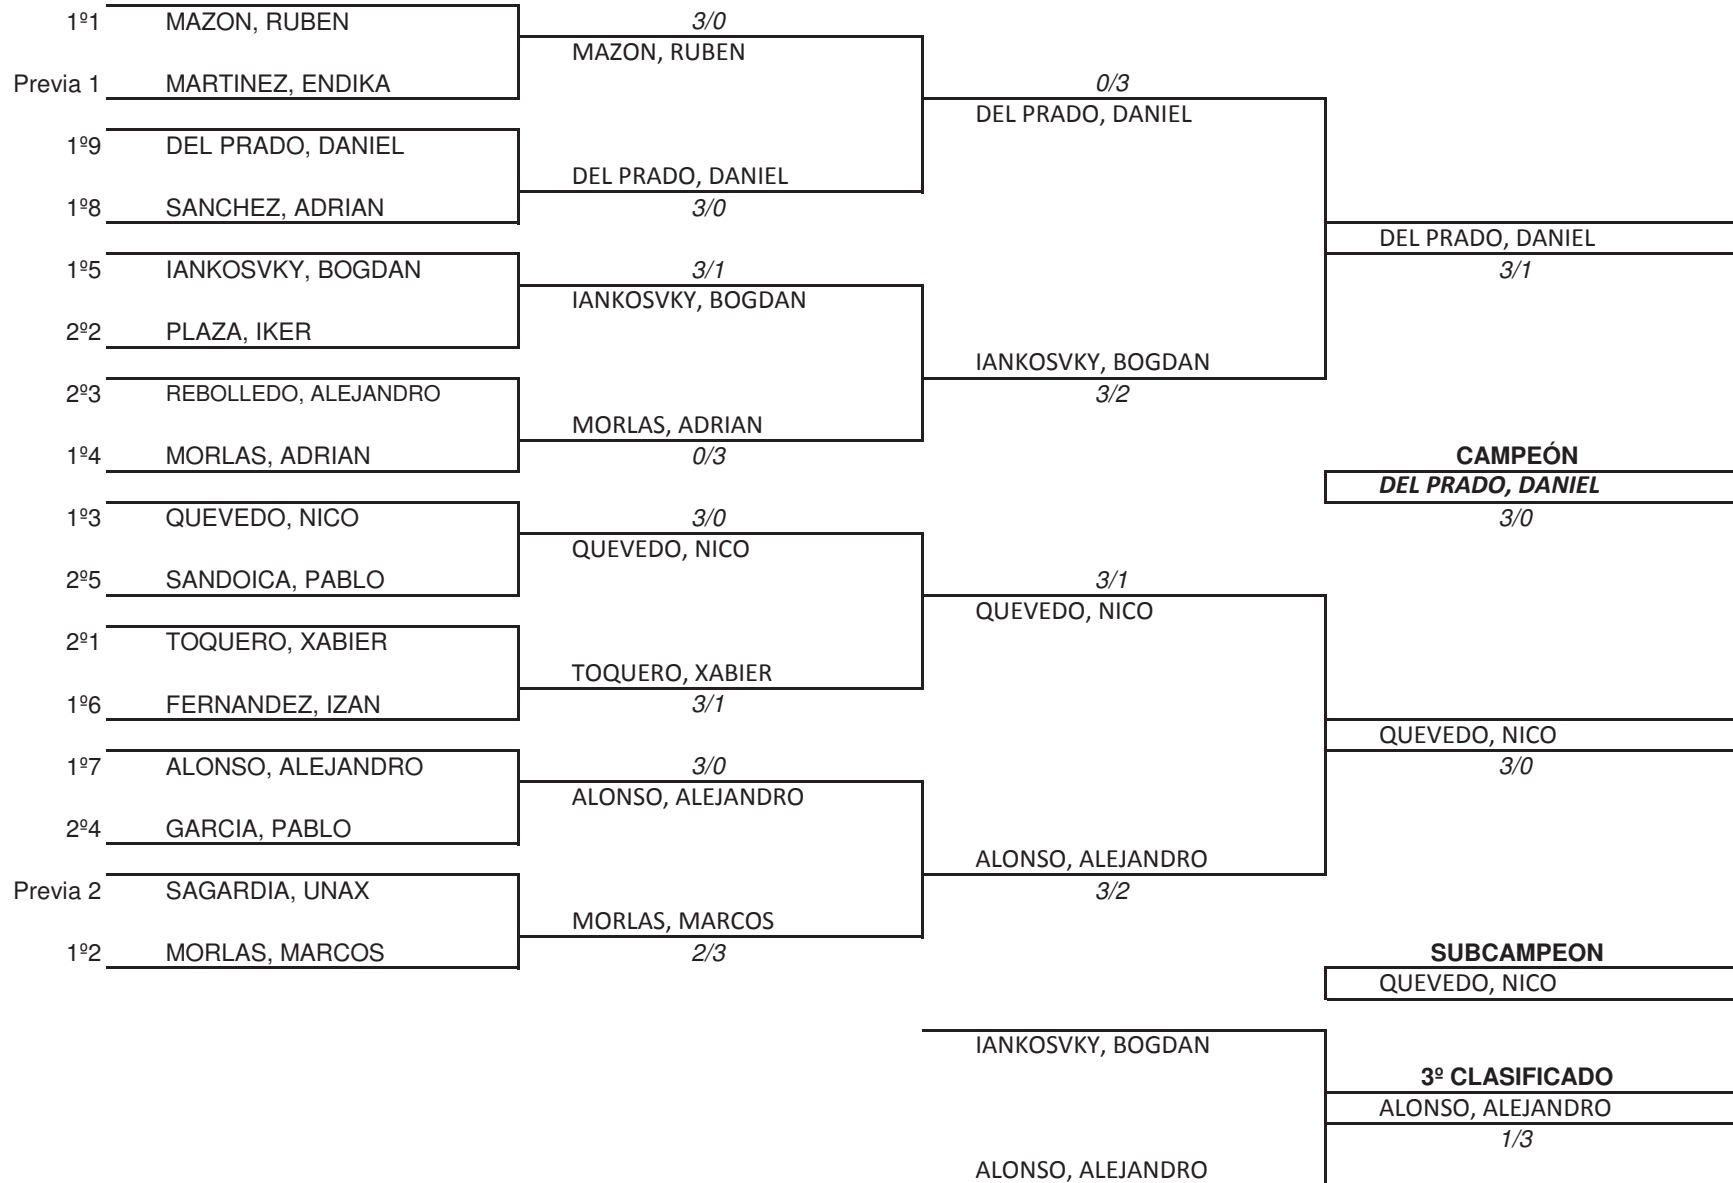 1º1 MAZON, RUBEN 3/0
MAZON, RUBEN
Previa 1 MARTINEZ, ENDIKA 0/3
DEL PRADO, DANIEL
1º9 DEL PRADO, DANIEL
DEL PRADO, DANIEL
1º8 SANCHEZ, ADRIAN 3/0
DEL PRADO, DANIEL
1º5 IANKOSVKY, BOGDAN 3/1 3/1
IANKOSVKY, BOGDAN
2º2 PLAZA, IKER
IANKOSVKY, BOGDAN
2º3 REBOLLEDO, ALEJANDRO 3/2
MORLAS, ADRIAN
1º4 MORLAS, ADRIAN 0/3 CAMPEÓN
DEL PRADO, DANIEL
1º3 QUEVEDO, NICO 3/0 3/0
QUEVEDO, NICO
2º5 SANDOICA, PABLO 3/1
QUEVEDO, NICO
2º1 TOQUERO, XABIER
TOQUERO, XABIER
1º6 FERNANDEZ, IZAN 3/1
QUEVEDO, NICO
1º7 ALONSO, ALEJANDRO 3/0 3/0
ALONSO, ALEJANDRO
2º4 GARCIA, PABLO
ALONSO, ALEJANDRO
Previa 2 SAGARDIA, UNAX 3/2
MORLAS, MARCOS
1º2 MORLAS, MARCOS 2/3 SUBCAMPEON
QUEVEDO, NICO
IANKOSVKY, BOGDAN
3º CLASIFICADO
ALONSO, ALEJANDRO
1/3
ALONSO, ALEJANDRO